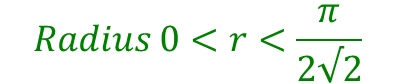 Radius 0 < r < π/(2√2)